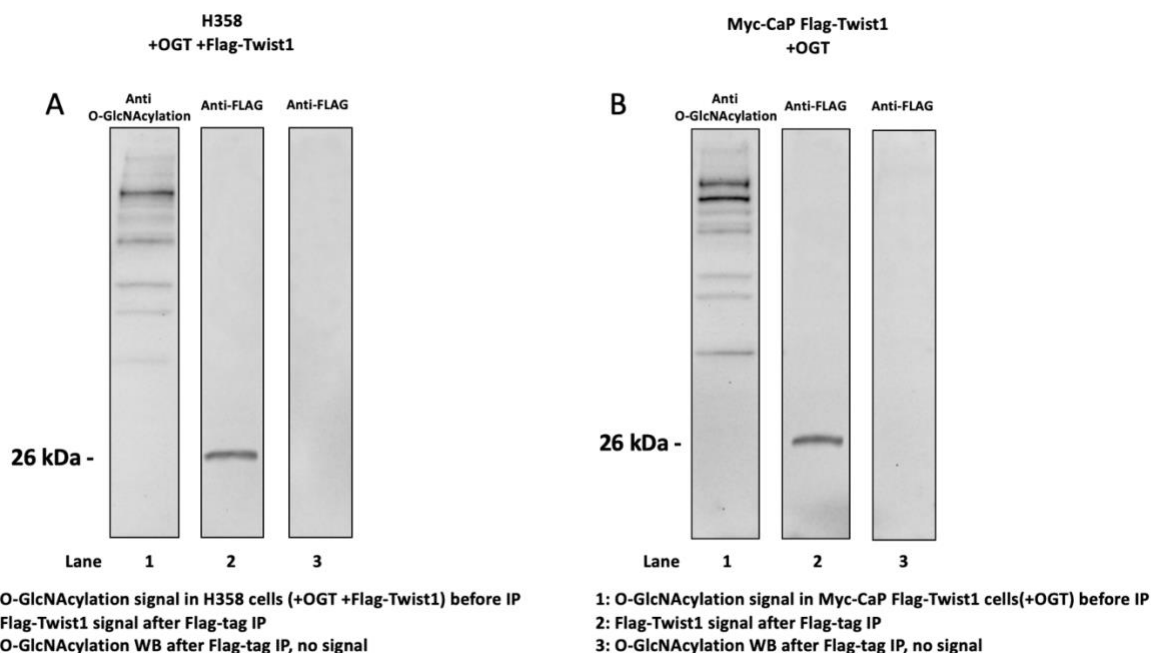 H358
+OGT +Flag-Twist1
A
Anti
O-GlcNAcylation
Anti-FLAG
Anti-FLAG
26 kDa -
Lane 1 2 3
O-GlcNAcylation signal in H358 cells (+OGT +Flag-Twist1) before IP
Flag-Twist1 signal after Flag-tag IP
O-GlcNAcylation WB after Flag-tag IP, no signal
Myc-CaP Flag-Twist1
+OGT
B
Anti
O-GlcNAcylation
Anti-FLAG
Anti-FLAG
26 kDa -
Lane 1 2 3
1: O-GlcNAcylation signal in Myc-CaP Flag-Twist1 cells(+OGT) before IP
2: Flag-Twist1 signal after Flag-tag IP
3: O-GlcNAcylation WB after Flag-tag IP, no signal